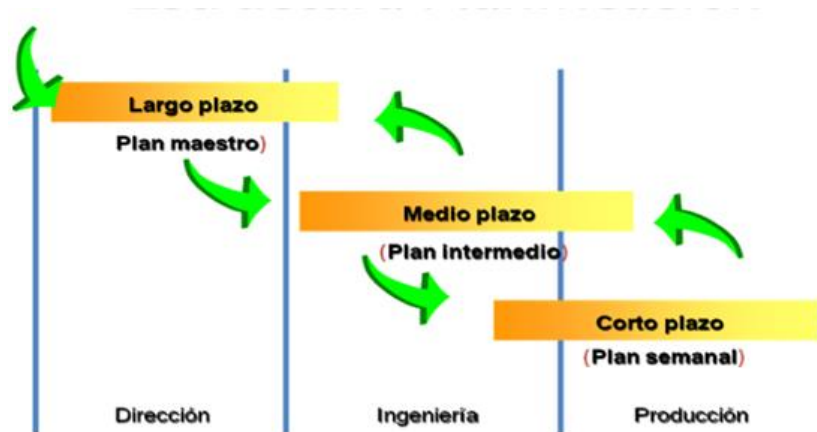 Largo plazo
Plan maestro)
Medio plazo
(Plan intermedio)
Corto plazo
(Plan semanal)
Dirección
Ingeniería
Producción